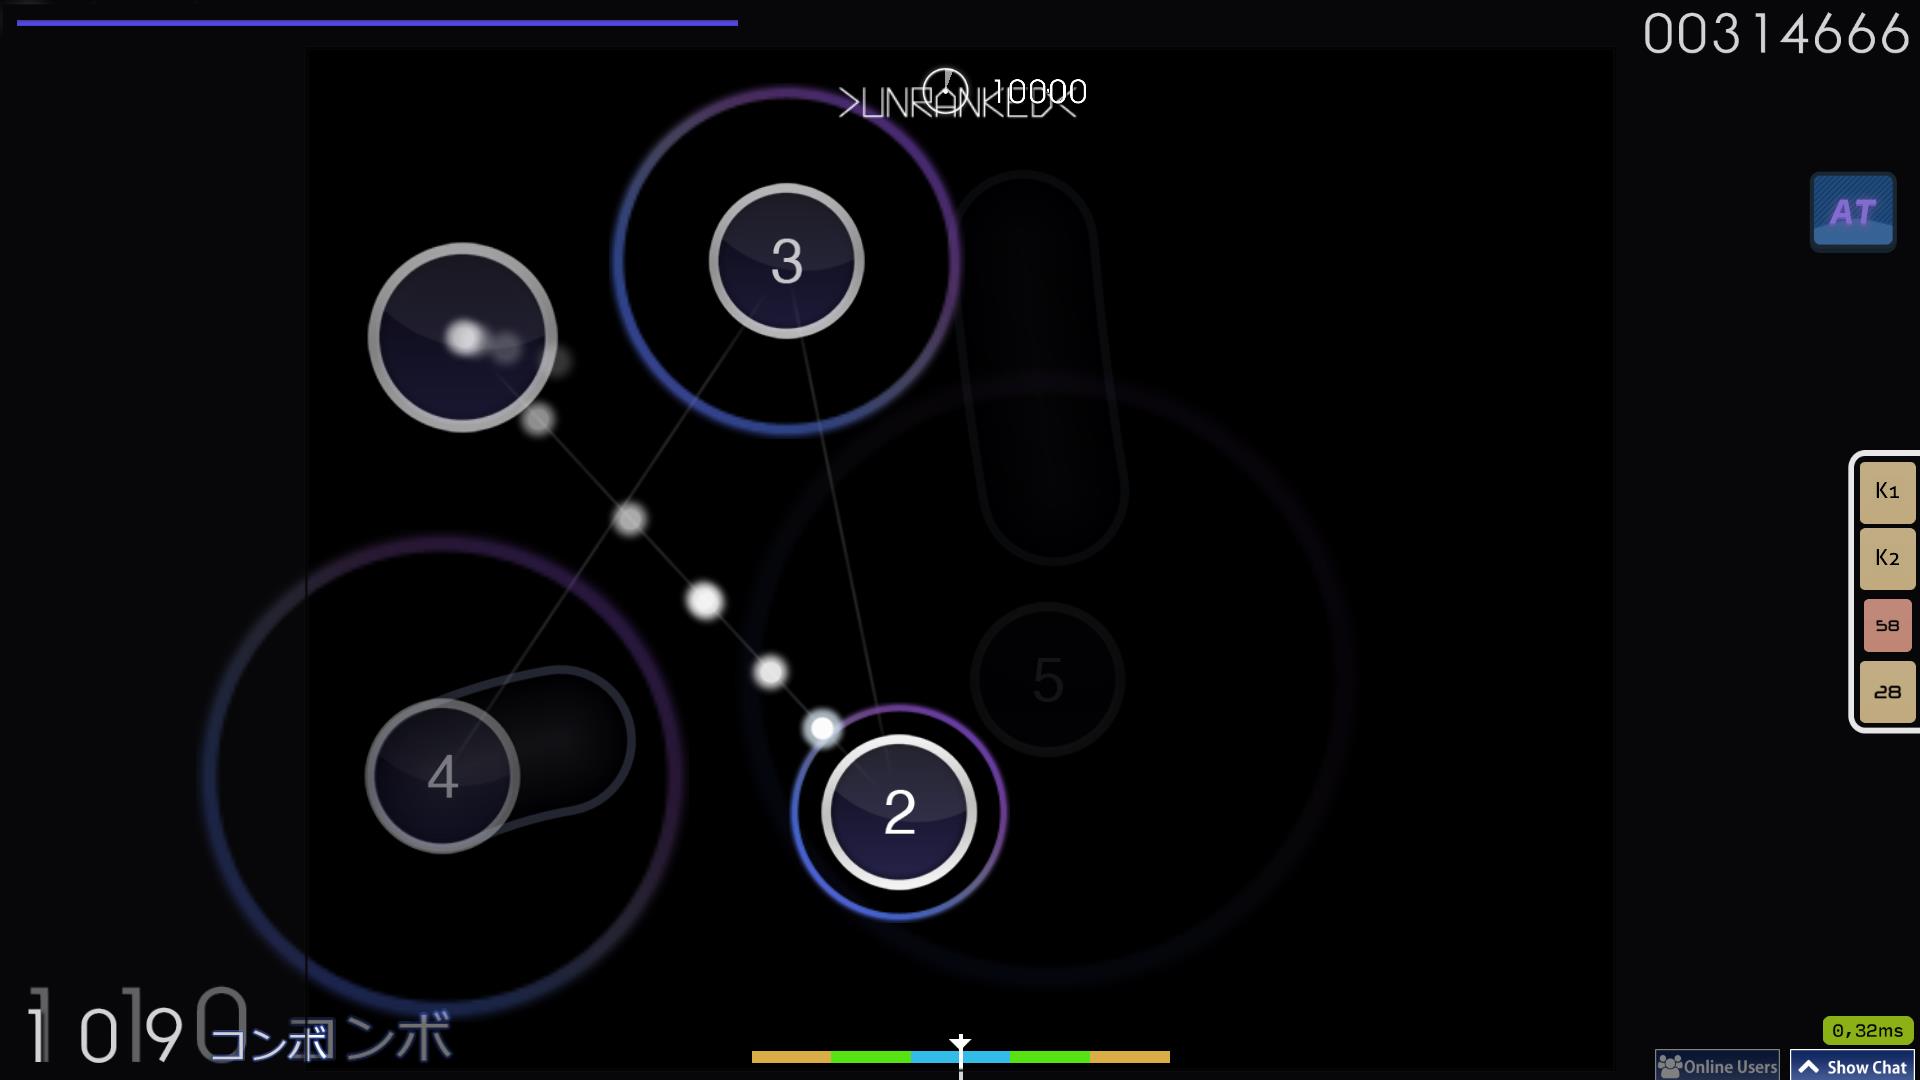 00314666
>UNRANKED<
10000
AT
3
K1
K2
58
28
5
4
2
コンボ
0,32ms
Online Users
Show Chat